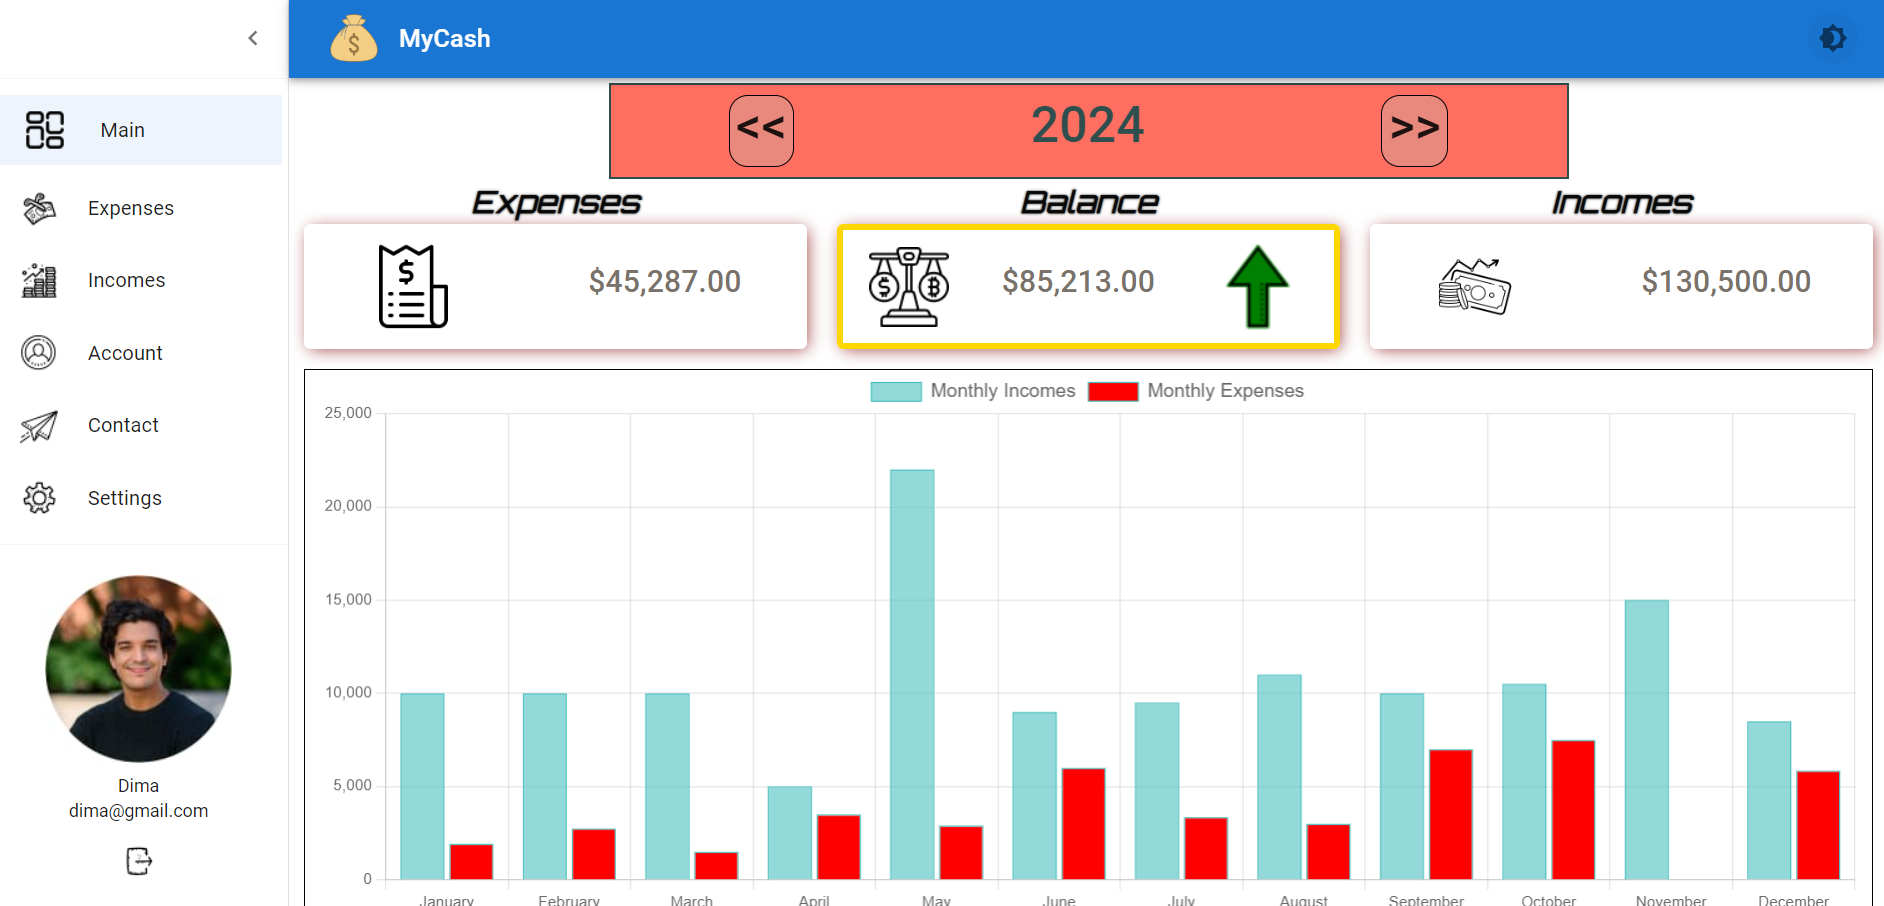 MyCash
Main
Expenses
Incomes
Account
Contact
Settings
Dima
dima@gmail.com
<< 2024 >>
Expenses Balance Incomes
$45,287.00 $85,213.00 $130,500.00
Monthly Incomes Monthly Expenses
25,000
20,000
15,000
10,000
5,000
0
January February March April May June July August September October November December